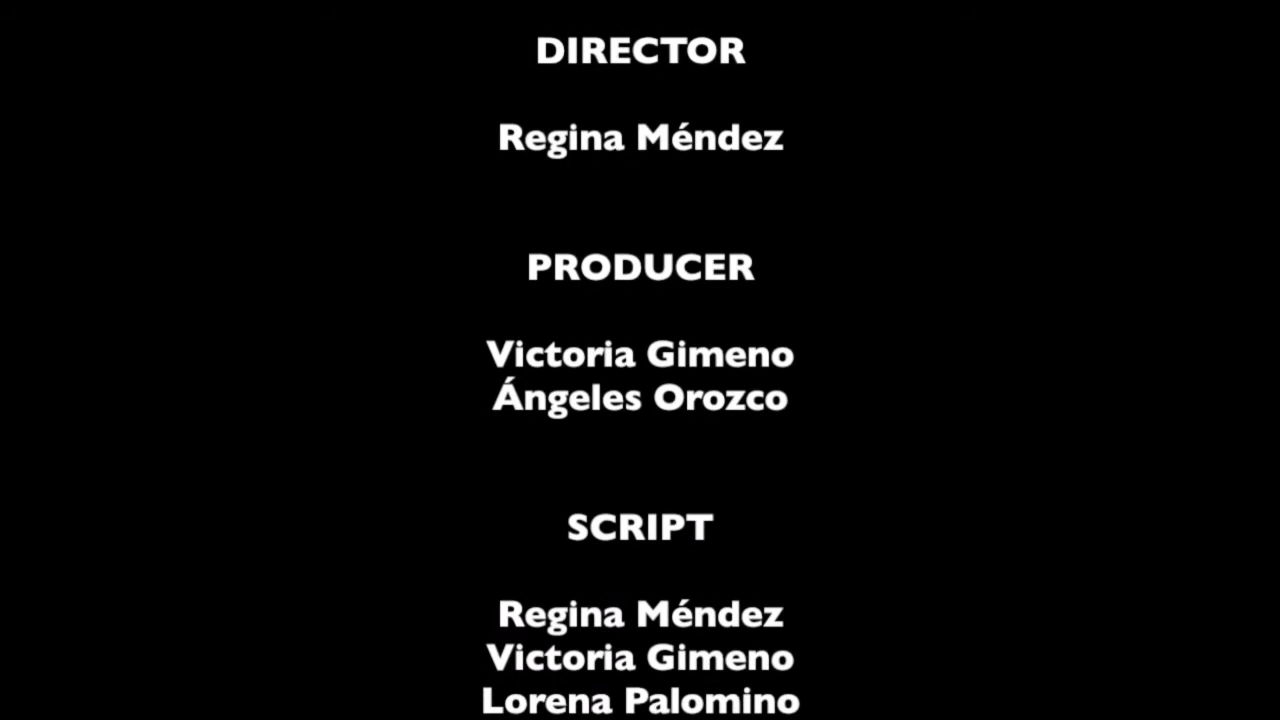 DIRECTOR
Regina Méndez
PRODUCER
Victoria Gimeno
Ángeles Orozco
SCRIPT
Regina Méndez
Victoria Gimeno
Lorena Palomino